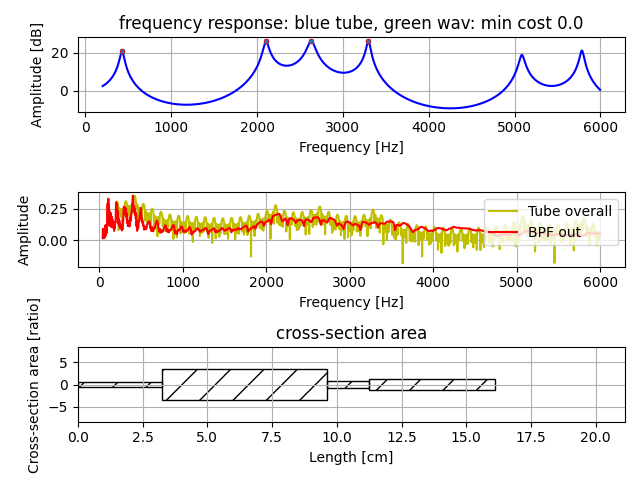 frequency response: blue tube, green wav: min cost 0.0
Amplitude [dB]
20
0
0 1000 2000 3000 4000 5000 6000
Frequency [Hz]
Amplitude
0.25
0.00
Tube overall
BPF out
0 1000 2000 3000 4000 5000 6000
Frequency [Hz]
cross-section area
Cross-section area [ratio]
5
0
−5
0.0 2.5 5.0 7.5 10.0 12.5 15.0 17.5 20.0
Length [cm]